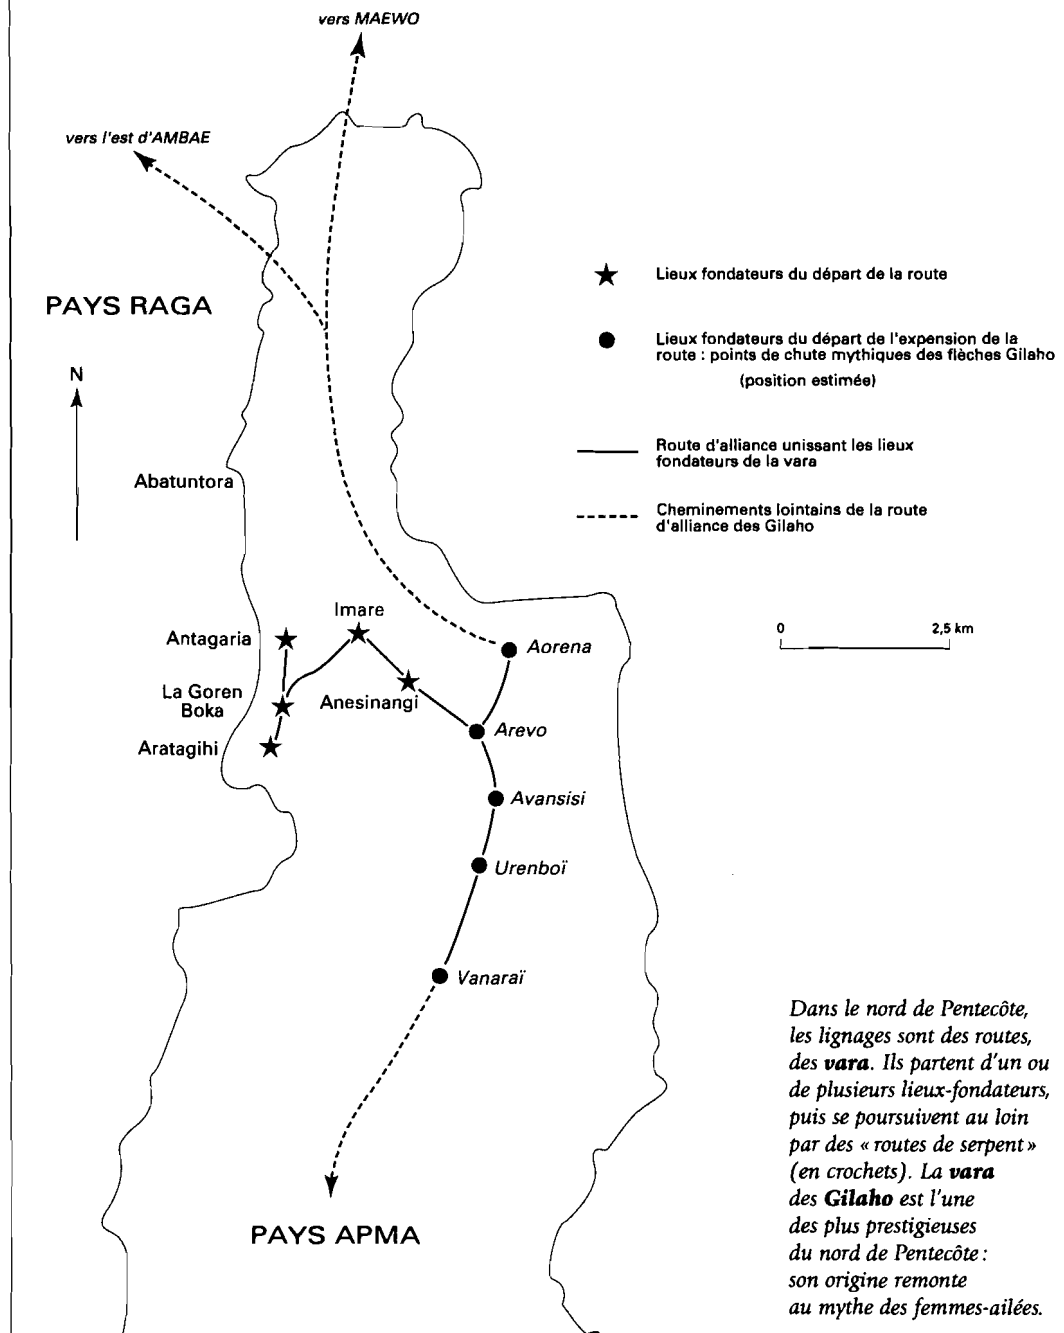 vers MAEWO
vers l'est d'AMBAE
PAYS RAGA
N
Abatuntora
Lieux fondateurs du départ de la route
Lieux fondateurs du départ de l'expension de la
route : points de chute mythiques des flèches Gilaho
(position estimée)
Route d'alliance unissant les lieux
fondateurs de la vara
Cheminements lointains de la route
d'alliance des Gilaho
0
2,5 km
Imare
Antagaria
Aorena
La Goren
Boka
Anesinangi
Arevo
Aratagihi
Avansisi
Urenboï
Vanaraï
PAYS APMA
Dans le nord de Pentecôte,
les lignages sont des routes,
des vara. Ils partent d'un ou
de plusieurs lieux-fondateurs,
puis se poursuivent au loin
par des « routes de serpent »
(en crochets). La vara
des Gilaho est l'une
des plus prestigieuses
du nord de Pentecôte :
son origine remonte
au mythe des femmes-ailées.